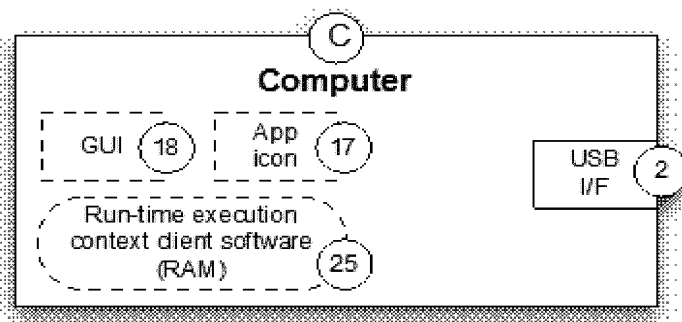 C
Computer
GUI
18
App
icon
17
USB
I/F
2
Run-time execution
context client software
(RAM)
25